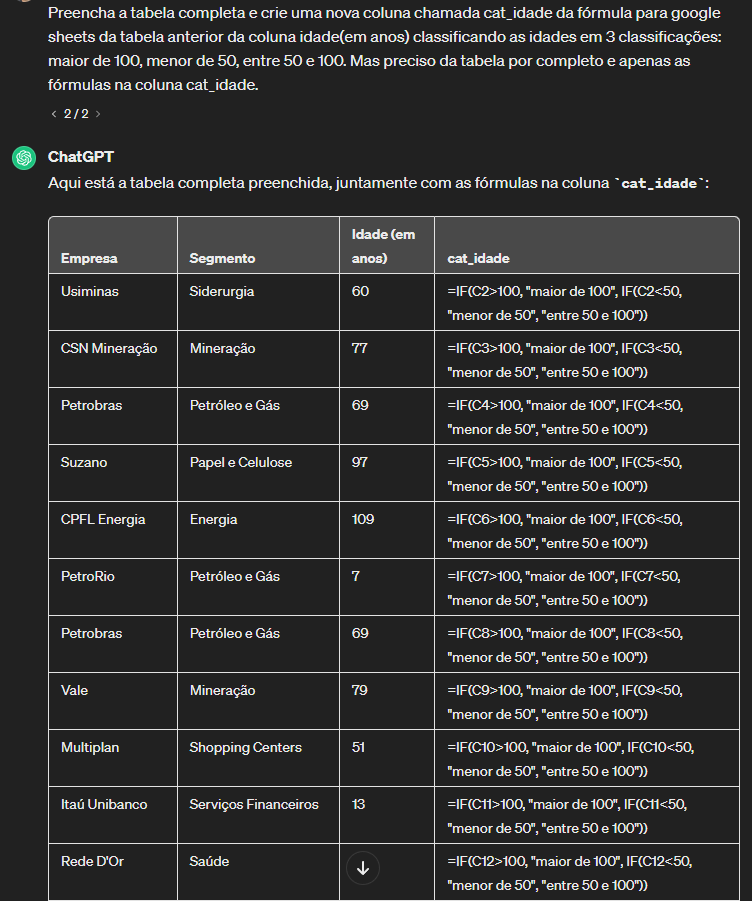 Preencha a tabela completa e crie uma nova coluna chamada cat_idade da fórmula para google
sheets da tabela anterior da coluna idade(em anos) classificando as idades em 3 classificações:
maior de 100, menor de 50, entre 50 e 100. Mas preciso da tabela por completo e apenas as
fórmulas na coluna cat_idade.
2 / 2
ChatGPT
Aqui está a tabela completa preenchida, juntamente com as fórmulas na coluna `cat_idade`:
Empresa Segmento Idade (em anos) cat_idade
Usiminas Siderurgia 60 =IF(C2>100, "maior de 100", IF(C2<50,
"menor de 50", "entre 50 e 100"))
CSN Mineração Mineração 77 =IF(C3>100, "maior de 100", IF(C3<50,
"menor de 50", "entre 50 e 100"))
Petrobras Petróleo e Gás 69 =IF(C4>100, "maior de 100", IF(C4<50,
"menor de 50", "entre 50 e 100"))
Suzano Papel e Celulose 97 =IF(C5>100, "maior de 100", IF(C5<50,
"menor de 50", "entre 50 e 100"))
CPFL Energia Energia 109 =IF(C6>100, "maior de 100", IF(C6<50,
"menor de 50", "entre 50 e 100"))
PetroRio Petróleo e Gás 7 =IF(C7>100, "maior de 100", IF(C7<50,
"menor de 50", "entre 50 e 100"))
Petrobras Petróleo e Gás 69 =IF(C8>100, "maior de 100", IF(C8<50,
"menor de 50", "entre 50 e 100"))
Vale Mineração 79 =IF(C9>100, "maior de 100", IF(C9<50,
"menor de 50", "entre 50 e 100"))
Multiplan Shopping Centers 51 =IF(C10>100, "maior de 100", IF(C10<50,
"menor de 50", "entre 50 e 100"))
Itaú Unibanco Serviços Financeiros 13 =IF(C11>100, "maior de 100", IF(C11<50,
"menor de 50", "entre 50 e 100"))
Rede D'Or Saúde =IF(C12>100, "maior de 100", IF(C12<50,
"menor de 50", "entre 50 e 100"))